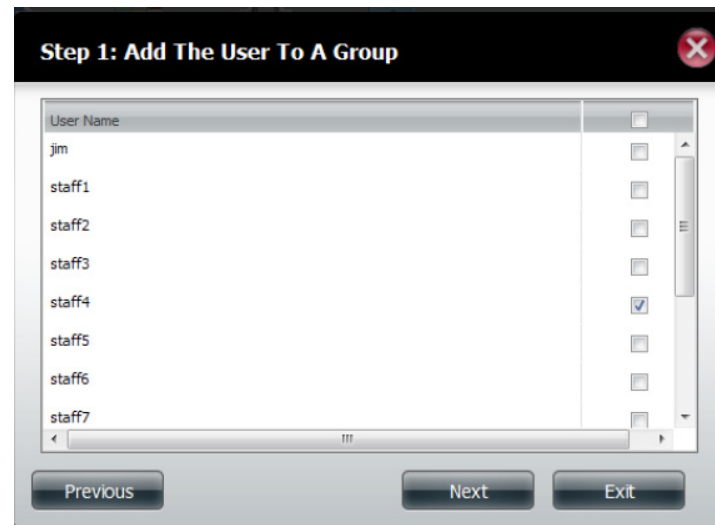 Step 1: Add The User To A Group
User Name
jim
staff1
staff2
staff3
staff4
staff5
staff6
staff7
Previous Next Exit